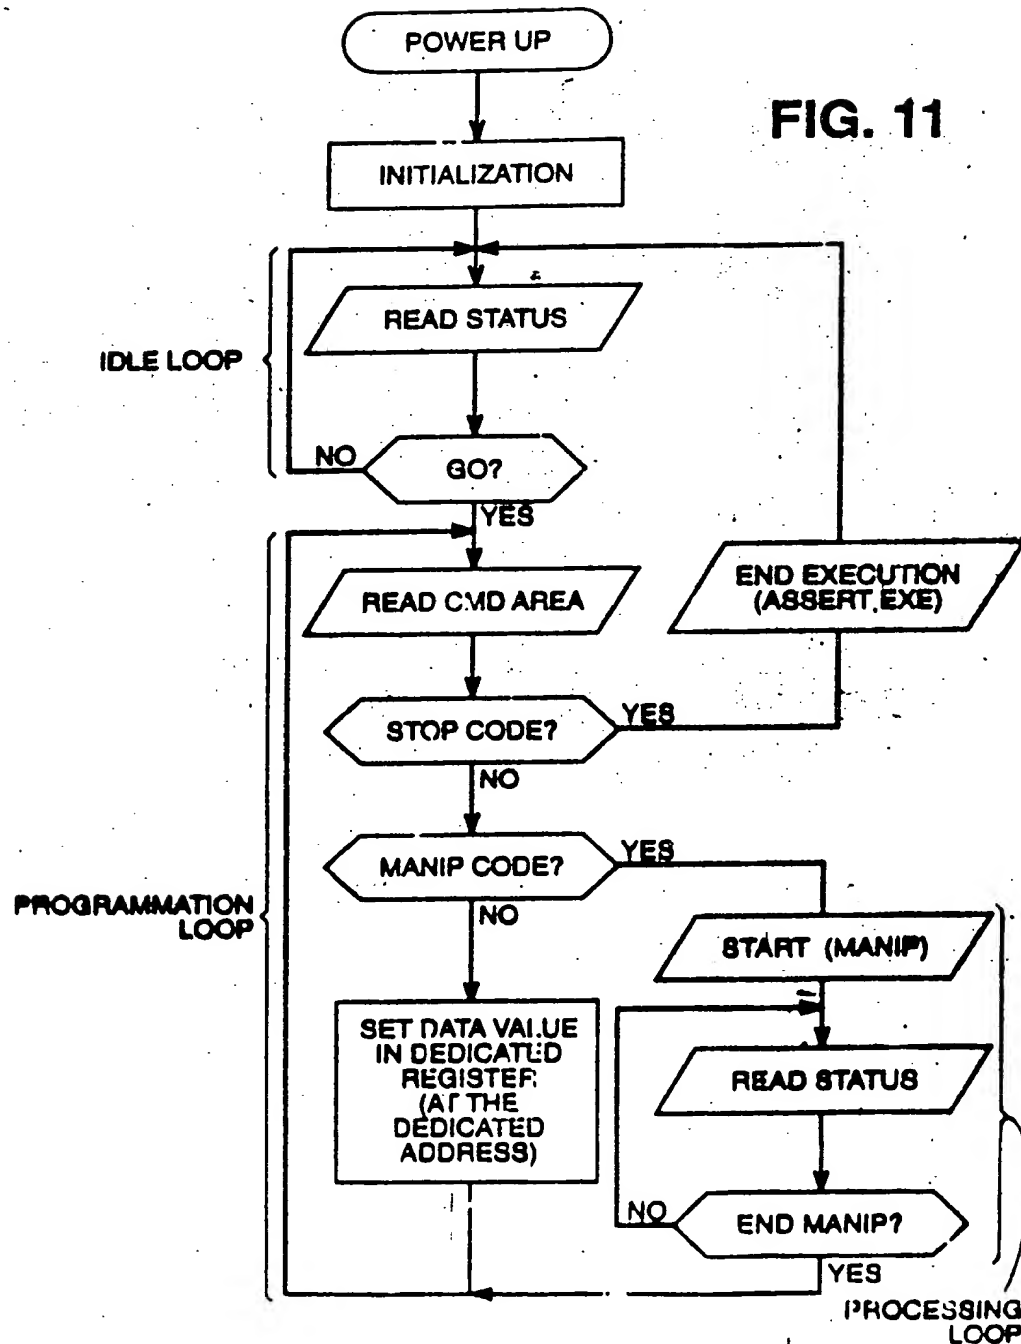 POWER UP
FIG. 11
INITIALIZATION
READ STATUS
IDLE LOOP
NO
GO?
YES
READ CMD AREA
END EXECUTION
(ASSERT EXE)
STOP CODE?
YES
NO
MANIP CODE?
YES
NO
PROGRAMMATION
LOOP
START (MANIP)
SET DATA VALUE
IN DEDICATED
REGISTER
(AT THE
DEDICATED
ADDRESS)
READ STATUS
NO
END MANIP?
YES
PROCESSING
LOOP